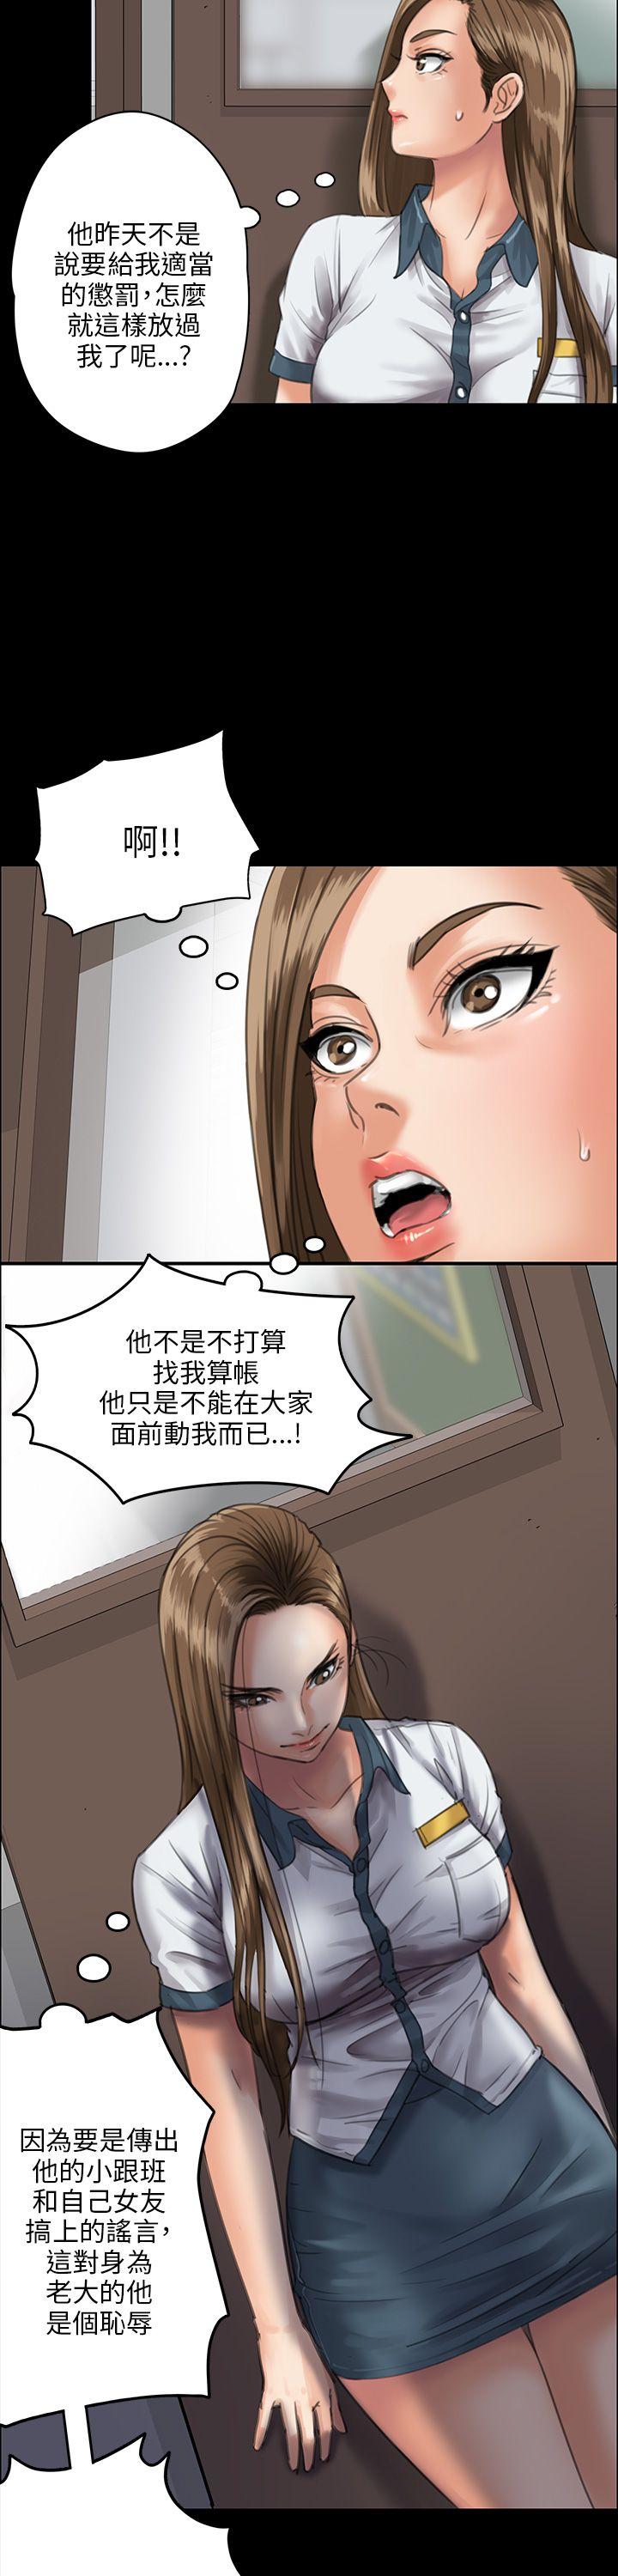 他昨天不是
說要給我適當
的懲罰，怎麼
就這樣放過
我了呢...?
啊!!
他不是不打算
找我算帳
他只是不能在大家
面前動我而已...!
因為要是傳出
他的小跟班
和自己女友
搞上的謠言，
這對身為
老大的他
是個恥辱